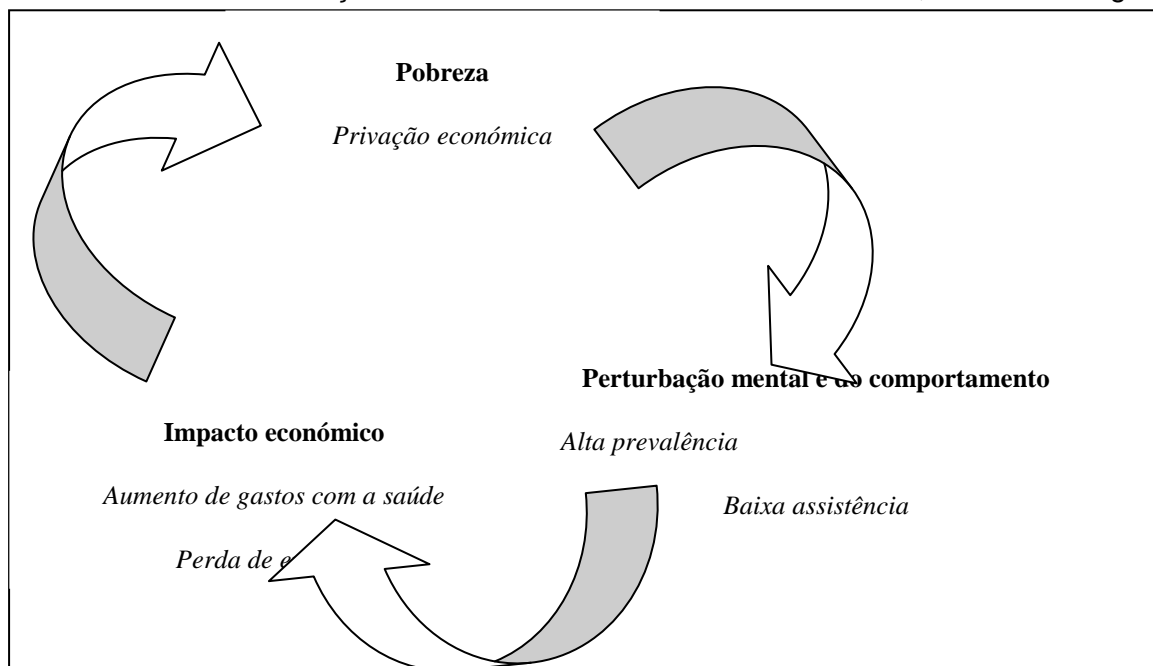 Pobreza
Privação económica
Perturbação mental e do comportamento
Impacto económico
Alta prevalência
Aumento de gastos com a saúde
Baixa assistência
Perda de